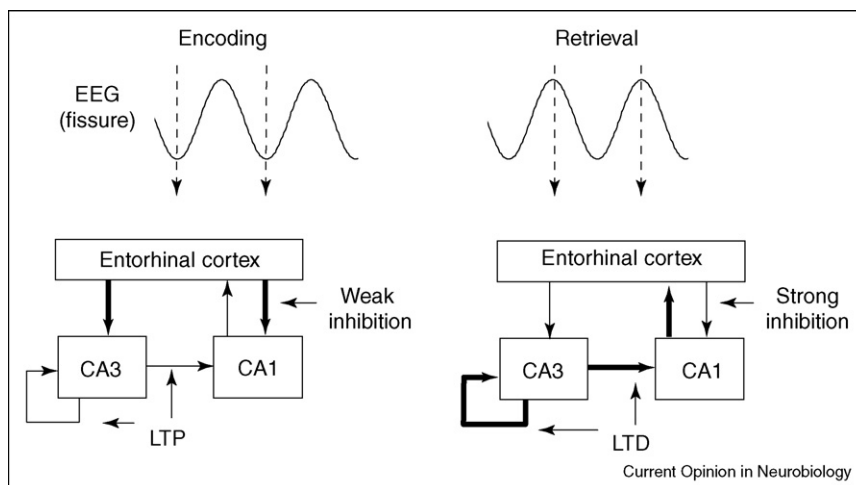 Encoding
Retrieval
EEG
(fissure)
Entorhinal cortex
Weak
inhibition
CA3
CA1
LTP
Entorhinal cortex
Strong
inhibition
CA3
CA1
LTD
Current Opinion in Neurobiology